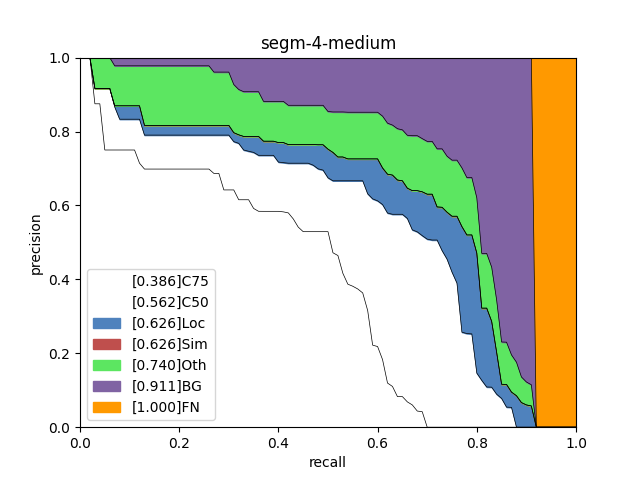 segm-4-medium
1.0
0.8
0.6
0.4
0.2
0.0
precision
[0.386]C75
[0.562]C50
[0.626]Loc
[0.626]Sim
[0.740]Oth
[0.911]BG
[1.000]FN
0.0 0.2 0.4 0.6 0.8 1.0
recall